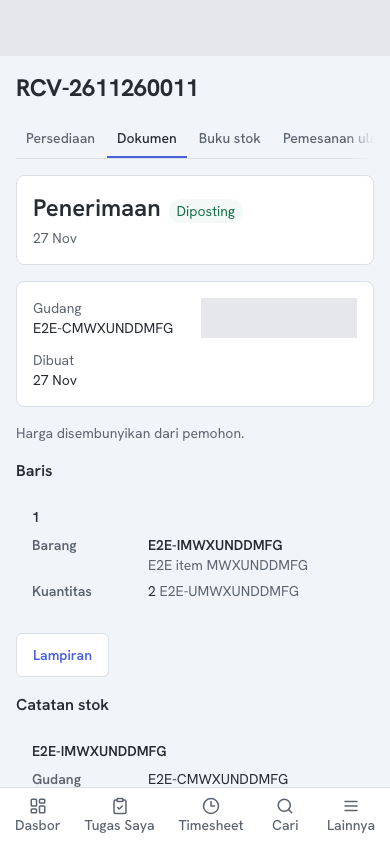 RCV-2611260011
Persediaan Dokumen Buku stok Pemesanan
Penerimaan Diposting
27 Nov
Gudang
E2E-CMWXUNDDMFG
Dibuat
27 Nov
Harga disembunyikan dari pemohon.
Baris
1
Barang E2E-IMWXUNDDMFG
E2E item MWXUNDDMFG
Kuantitas 2 E2E-UMWXUNDDMFG
Lampiran
Catatan stok
E2E-IMWXUNDDMFG
Gudang E2E-CMWXUNDDMFG
Dasbor Tugas Saya Timesheet Cari Lainnya